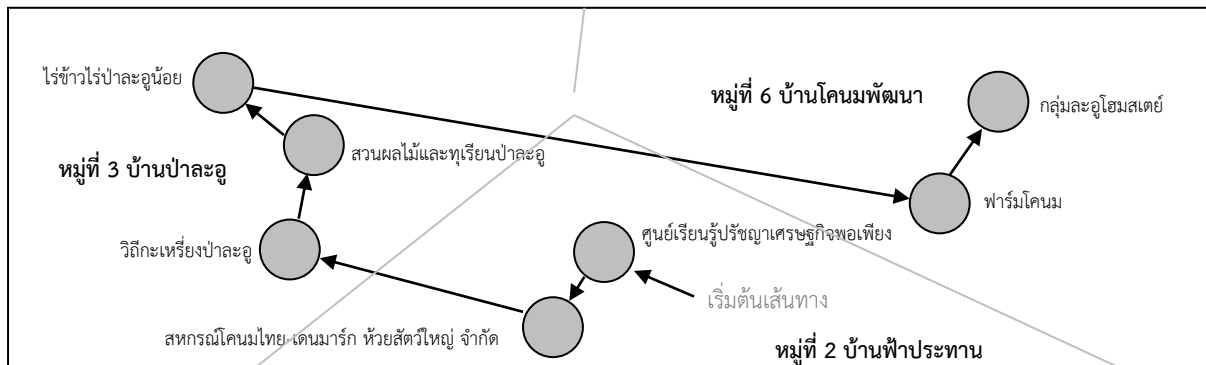 ไร่ข้าวไร่ป่าละอูน้อย
หมู่ที่ 6 บ้านโคนมพัฒนา
กลุ่มละอูโฮมสเตย์
สวนผลไม้และทุเรียนป่าละอู
หมู่ที่ 3 บ้านป่าละอู
ฟาร์มโคนม
ศูนย์เรียนรู้ปรัชญาเศรษฐกิจพอเพียง
วิถีกะเหรี่ยงป่าละอู
เริ่มต้นเส้นทาง
สหกรณ์โคนมไทย-เดนมาร์ก ห้วยสัตว์ใหญ่ จำกัด
หมู่ที่ 2 บ้านฟ้าประทาน